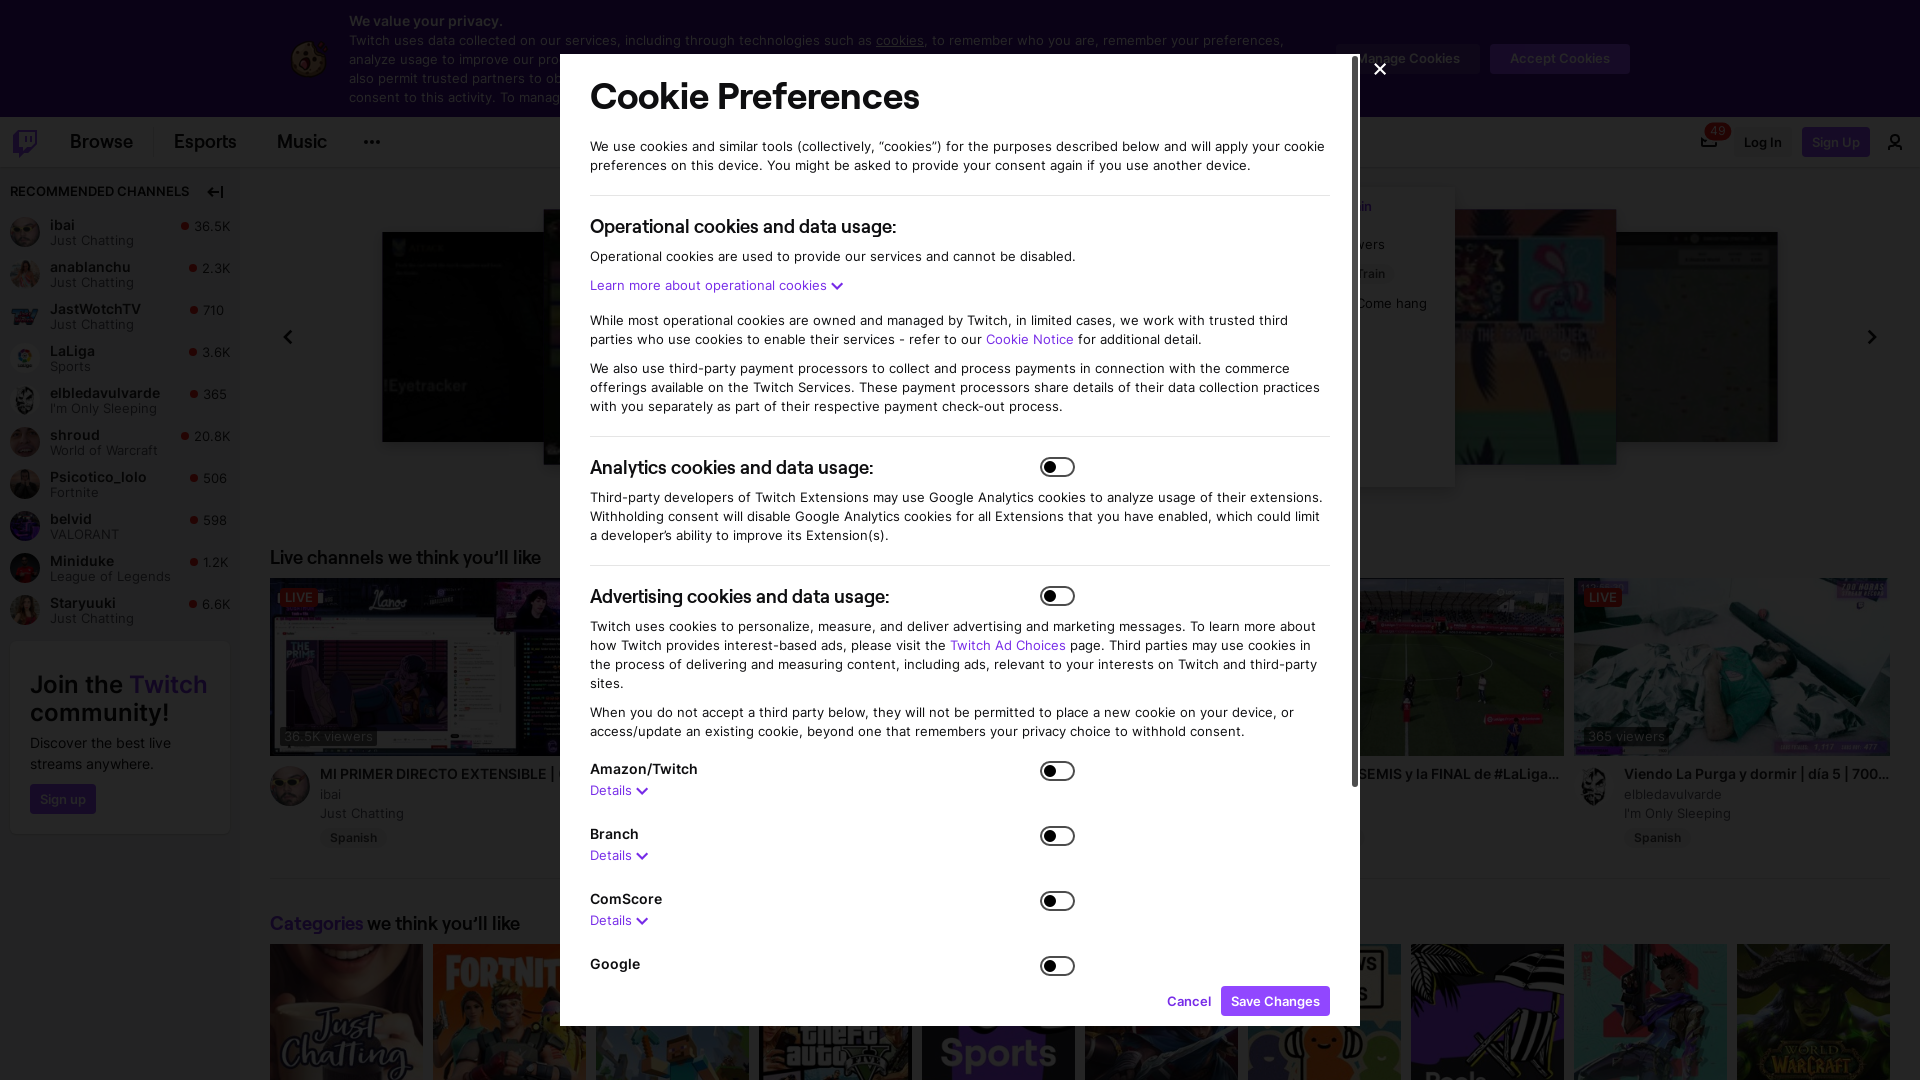 We value your privacy.
Twitch uses data collected on our services, including through technologies such as cookies, to remember who you are, remember your preferences,
analyze usage to improve our pro
also permit trusted partners to ob
consent to this activity. To manag
Manage Cookies
Accept Cookies
Browse
Esports
Music
49
Log In
Sign Up
RECOMMENDED CHANNELS
ibai
36.5K
Just Chatting
anablanchu
2.3K
Just Chatting
JastWotchTV
710
Just Chatting
LaLiga
3.6K
Sports
elbledavulvarde
365
I'm Only Sleeping
shroud
20.8K
World of Warcraft
Psicotico_lolo
506
Fortnite
belvid
598
VALORANT
Miniduke
1.2K
League of Legends
Staryuuki
6.6K
Just Chatting
Join the Twitch
community!
Discover the best live
streams anywhere.
Sign up
!Eyetracker
Train
Come hang
Cookie Preferences
We use cookies and similar tools (collectively, “cookies”) for the purposes described below and will apply your cookie
preferences on this device. You might be asked to provide your consent again if you use another device.
Operational cookies and data usage:
Operational cookies are used to provide our services and cannot be disabled.
Learn more about operational cookies
While most operational cookies are owned and managed by Twitch, in limited cases, we work with trusted third
parties who use cookies to enable their services - refer to our Cookie Notice for additional detail.
We also use third-party payment processors to collect and process payments in connection with the commerce
offerings available on the Twitch Services. These payment processors share details of their data collection practices
with you separately as part of their respective payment check-out process.
Analytics cookies and data usage:
Third-party developers of Twitch Extensions may use Google Analytics cookies to analyze usage of their extensions.
Withholding consent will disable Google Analytics cookies for all Extensions that you have enabled, which could limit
a developer’s ability to improve its Extension(s).
Advertising cookies and data usage:
Twitch uses cookies to personalize, measure, and deliver advertising and marketing messages. To learn more about
how Twitch provides interest-based ads, please visit the Twitch Ad Choices page. Third parties may use cookies in
the process of delivering and measuring content, including ads, relevant to your interests on Twitch and third-party
sites.
When you do not accept a third party below, they will not be permitted to place a new cookie on your device, or
access/update an existing cookie, beyond one that remembers your privacy choice to withhold consent.
Amazon/Twitch
Details
Branch
Details
ComScore
Details
Google
Cancel
Save Changes
Live channels we think you’ll like
LIVE
Llanos
THE PRIME
36.5K viewers
MI PRIMER DIRECTO EXTENSIBLE |
ibai
Just Chatting
Spanish
SEMIS y la FINAL de #LaLiga...
LIVE
365 viewers
Viendo La Purga y dormir | día 5 | 700...
elbledavulvarde
I'm Only Sleeping
Spanish
Categories we think you’ll like
Just
Chatting
FORTNITE
grand
theft
auto
Sports
Pools
WORLD
OF
WARCRAFT